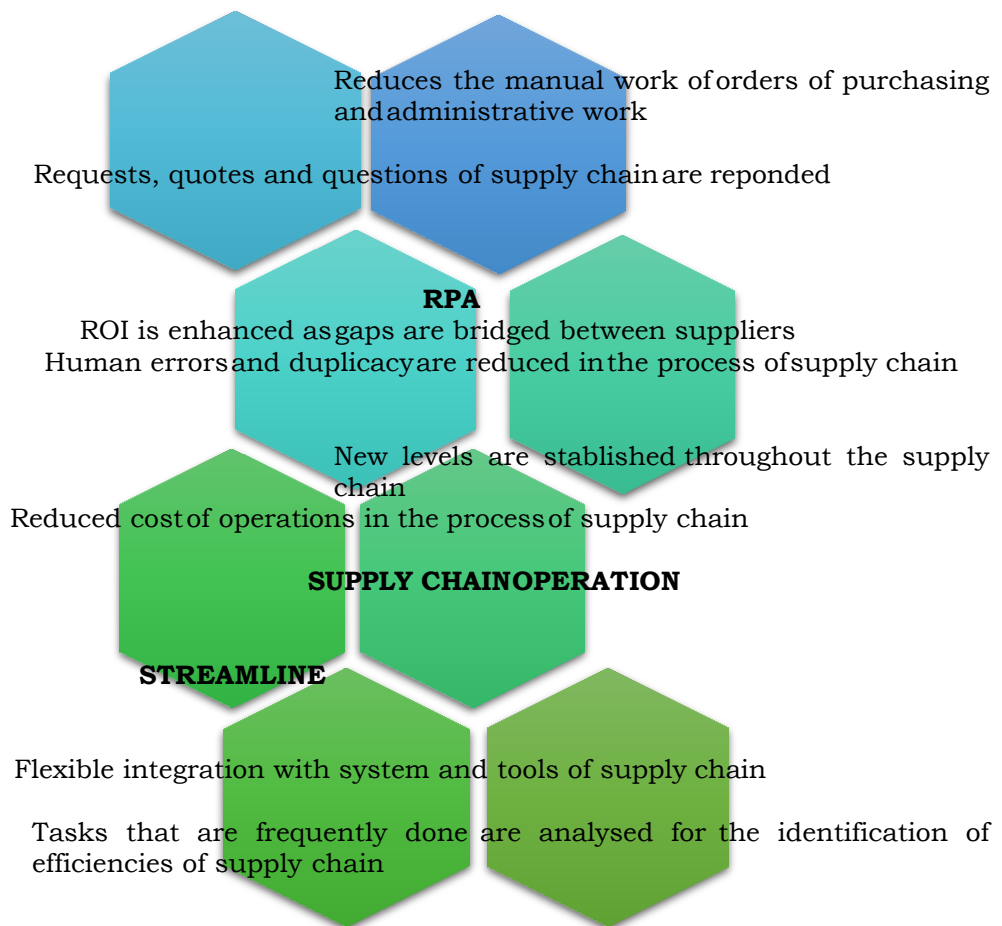 Reduces the manual work of orders of purchasing
and administrative work
Requests, quotes and questions of supply chain are reponded
RPA
ROI is enhanced as gaps are bridged between suppliers
Human errors and duplicacy are reduced in the process of supply chain
New levels are stablished throughout the supply
chain
Reduced cost of operations in the process of supply chain
SUPPLY CHAINOPERATION
STREAMLINE
Flexible integration with system and tools of supply chain
Tasks that are frequently done are analysed for the identification of
efficiencies of supply chain